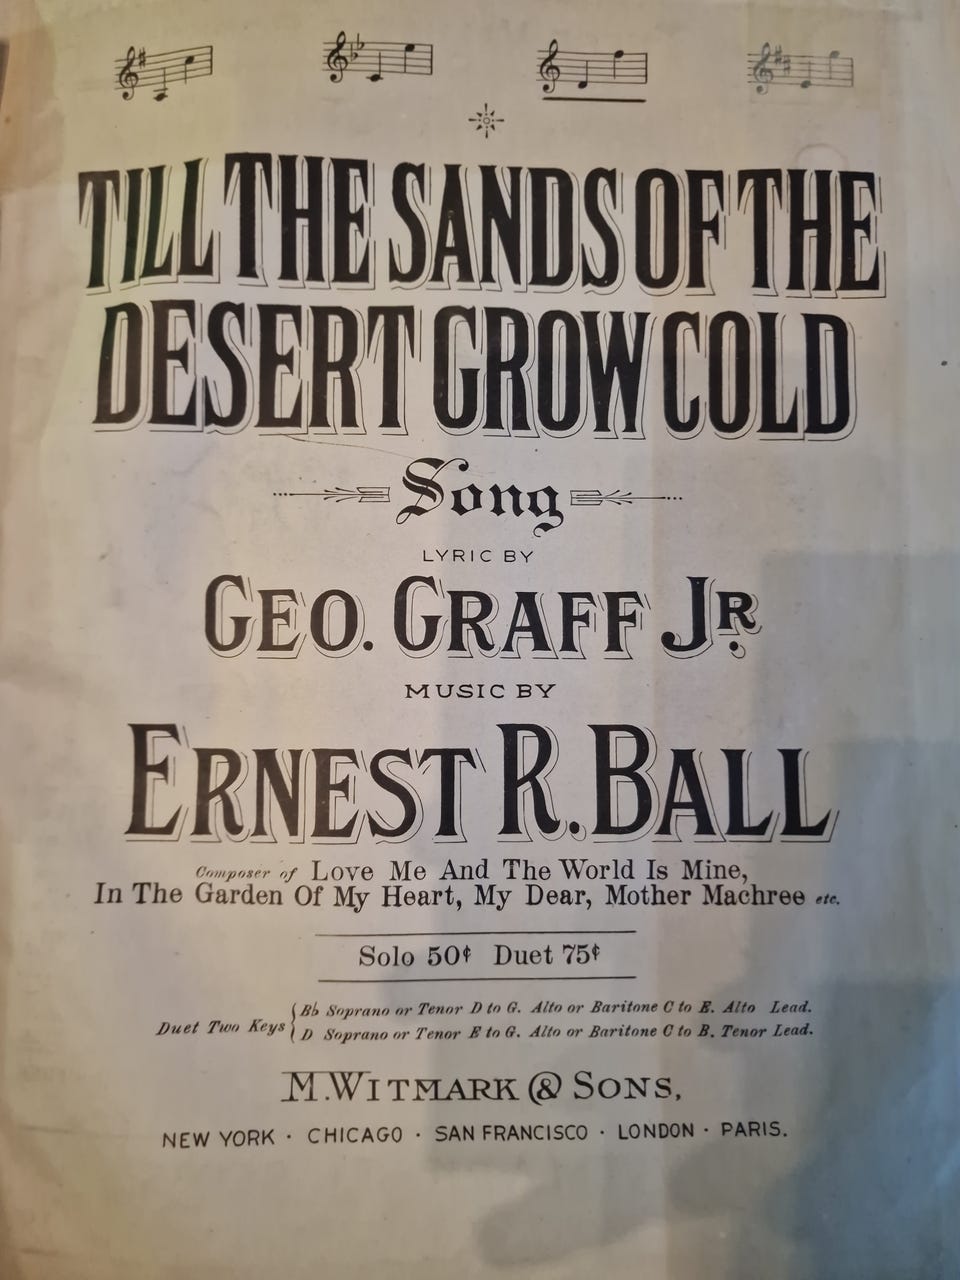 TILL THE SANDS OF THE
DESERT GROW COLD
Song
LYRIC BY
GEO. GRAFF JR.
MUSIC BY
ERNEST R. BALL
Composer of Love Me And The World Is Mine,
In The Garden Of My Heart, My Dear, Mother Machree etc.
Solo 50¢ Duet 75¢
Duet Two Keys { B♭ Soprano or Tenor D to G. Alto or Baritone C to E. Alto Lead.
D Soprano or Tenor E to G. Alto or Baritone C to B. Tenor Lead.
M. WITMARK & SONS,
NEW YORK · CHICAGO · SAN FRANCISCO · LONDON · PARIS.